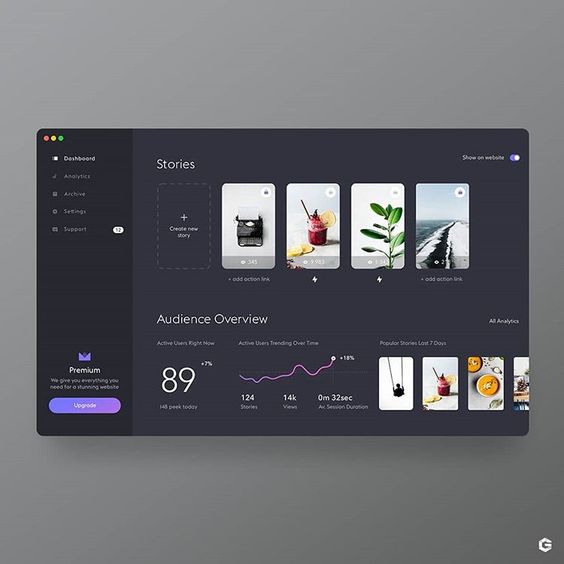 Dashboard
Analytics
Archive
Settings
Support
12
Premium
We give you everything you
need for a stunning website
Upgrade
Stories
Show on website
+
Create new
story
343
+ add action link
9 983
+ add action link
Audience Overview
All Analytics
Active Users Right Now
89
+7%
148 peek today
Active Users Trending Over Time
+18%
124
Stories
14k
Views
0m 32sec
Av. Session Duration
Popular Stories Last 7 Days
G